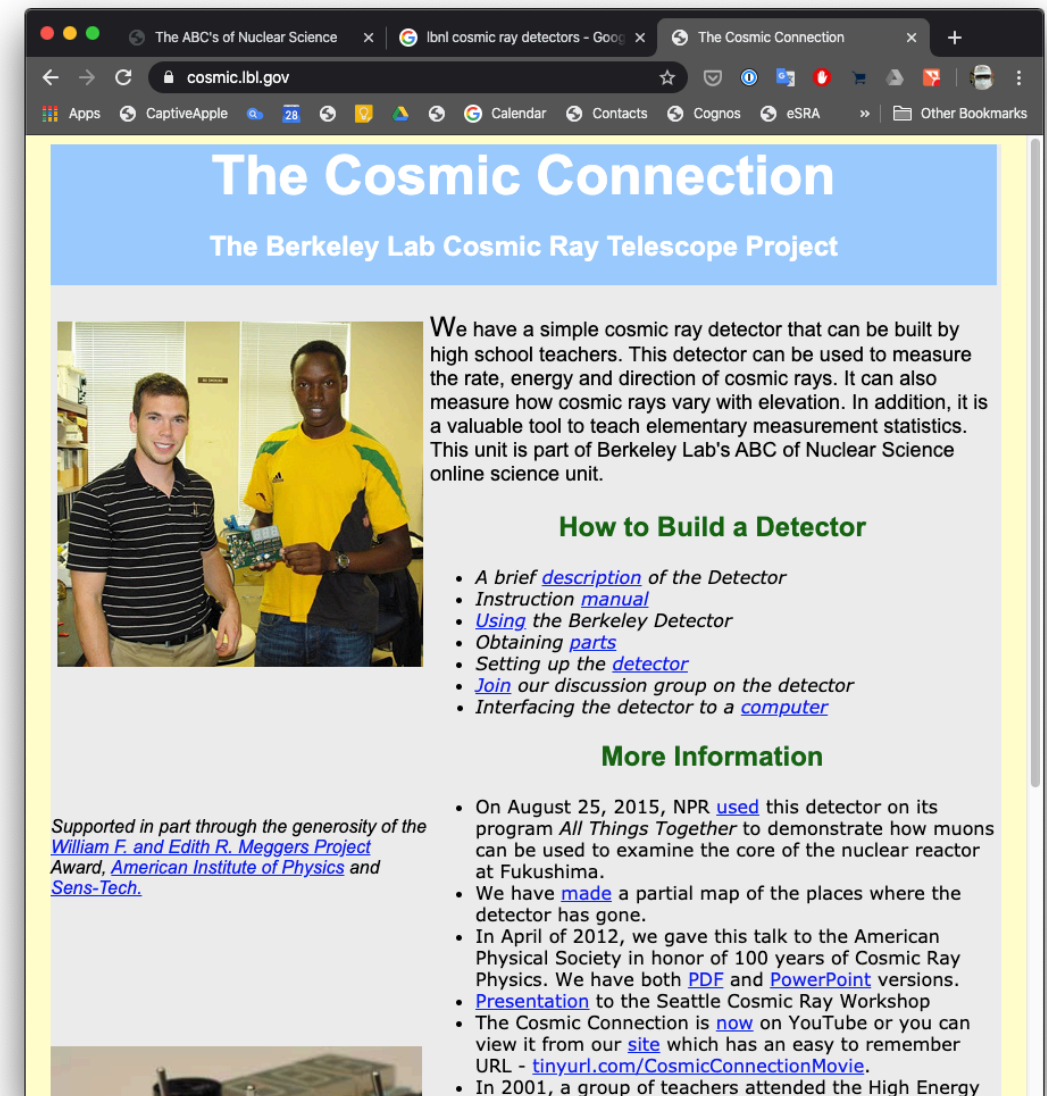 The ABC's of Nuclear Science
lbnl cosmic ray detectors - Goog
The Cosmic Connection
cosmic.lbl.gov
Apps
CaptiveApple
28
Calendar
Contacts
Cognos
eSRA
»
Other Bookmarks
The Cosmic Connection
The Berkeley Lab Cosmic Ray Telescope Project
We have a simple cosmic ray detector that can be built by
high school teachers. This detector can be used to measure
the rate, energy and direction of cosmic rays. It can also
measure how cosmic rays vary with elevation. In addition, it is
a valuable tool to teach elementary measurement statistics.
This unit is part of Berkeley Lab's ABC of Nuclear Science
online science unit.
How to Build a Detector
• A brief description of the Detector
• Instruction manual
• Using the Berkeley Detector
• Obtaining parts
• Setting up the detector
• Join our discussion group on the detector
• Interfacing the detector to a computer
More Information
• On August 25, 2015, NPR used this detector on its
program All Things Together to demonstrate how muons
can be used to examine the core of the nuclear reactor
at Fukushima.
• We have made a partial map of the places where the
detector has gone.
• In April of 2012, we gave this talk to the American
Physical Society in honor of 100 years of Cosmic Ray
Physics. We have both PDF and PowerPoint versions.
• Presentation to the Seattle Cosmic Ray Workshop
• The Cosmic Connection is now on YouTube or you can
view it from our site which has an easy to remember
URL - tinyurl.com/CosmicConnectionMovie.
• In 2001, a group of teachers attended the High Energy
Supported in part through the generosity of the
William F. and Edith R. Meggers Project
Award, American Institute of Physics and
Sens-Tech.